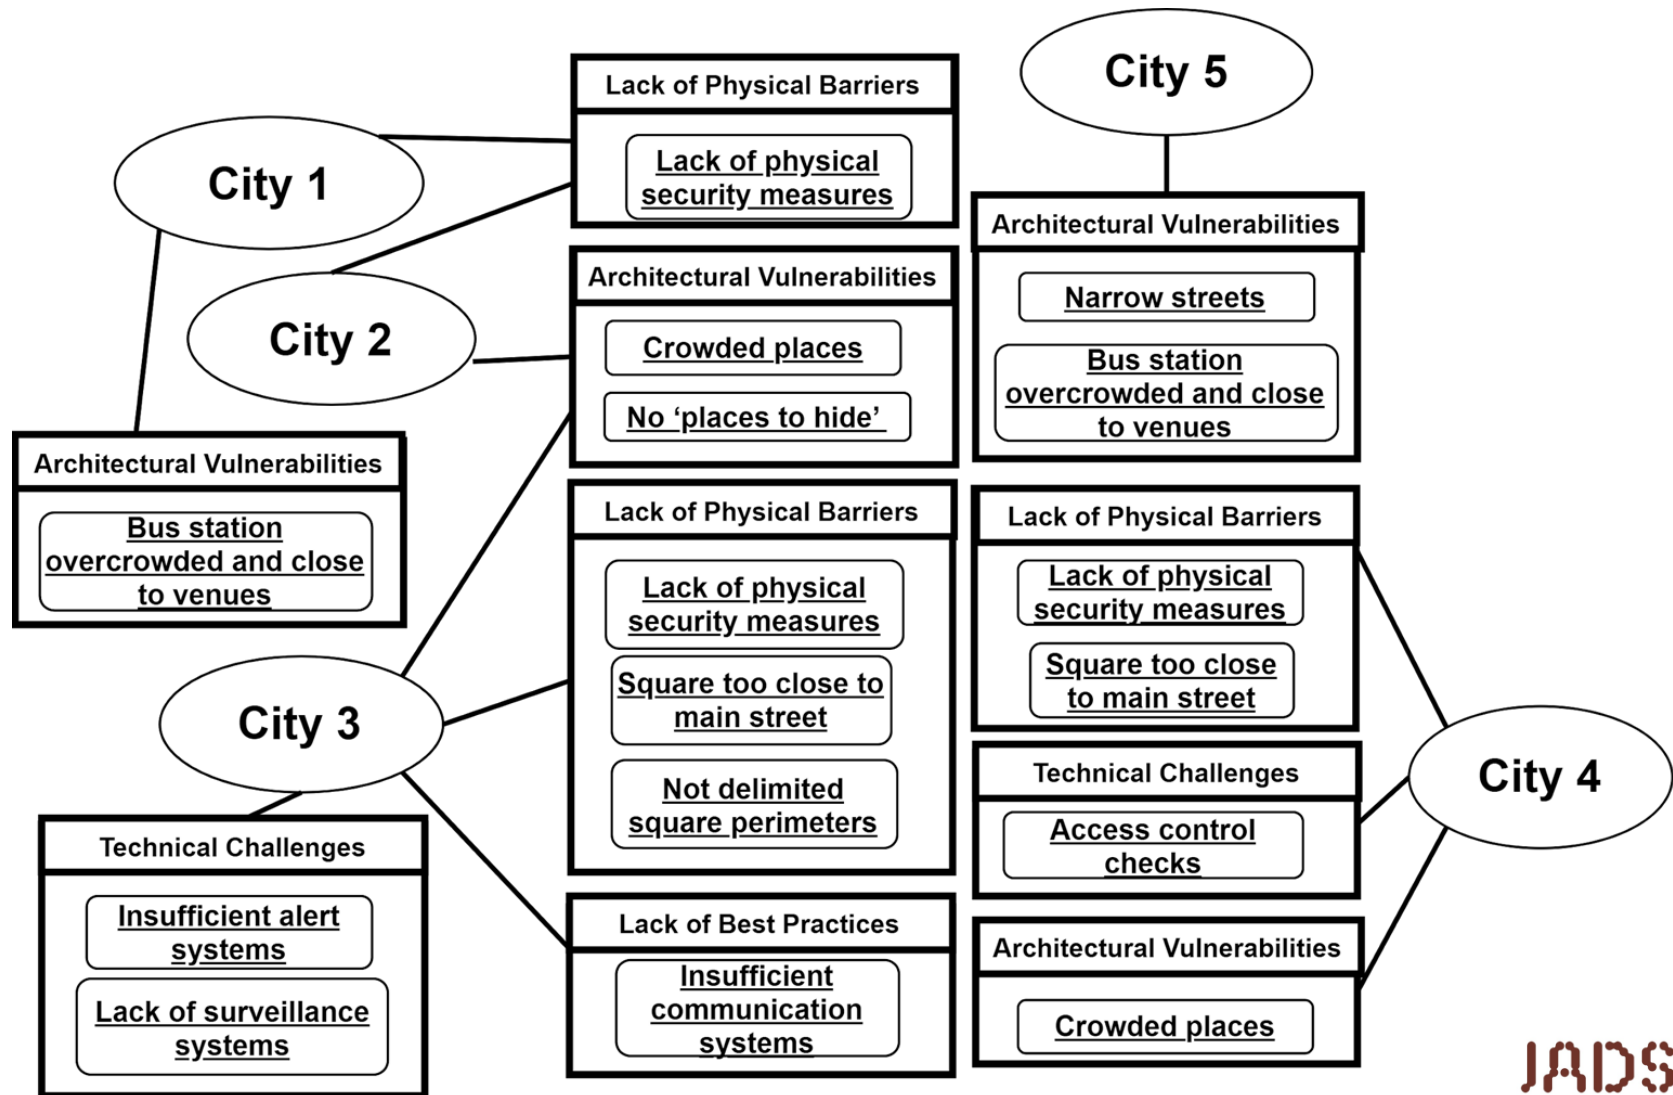 City 1
City 2
Architectural Vulnerabilities
Bus station
overcrowded and close
to venues
City 3
Technical Challenges
Insufficient alert
systems
Lack of surveillance
systems
Lack of Physical Barriers
Lack of physical
security measures
Architectural Vulnerabilities
Crowded places
No ‘places to hide’
Lack of Physical Barriers
Lack of physical
security measures
Square too close to
main street
Not delimited
square perimeters
Lack of Best Practices
Insufficient
communication
systems
City 5
Architectural Vulnerabilities
Narrow streets
Bus station
overcrowded and close
to venues
Lack of Physical Barriers
Lack of physical
security measures
Square too close
to main street
Technical Challenges
Access control
checks
Architectural Vulnerabilities
Crowded places
City 4
JADS